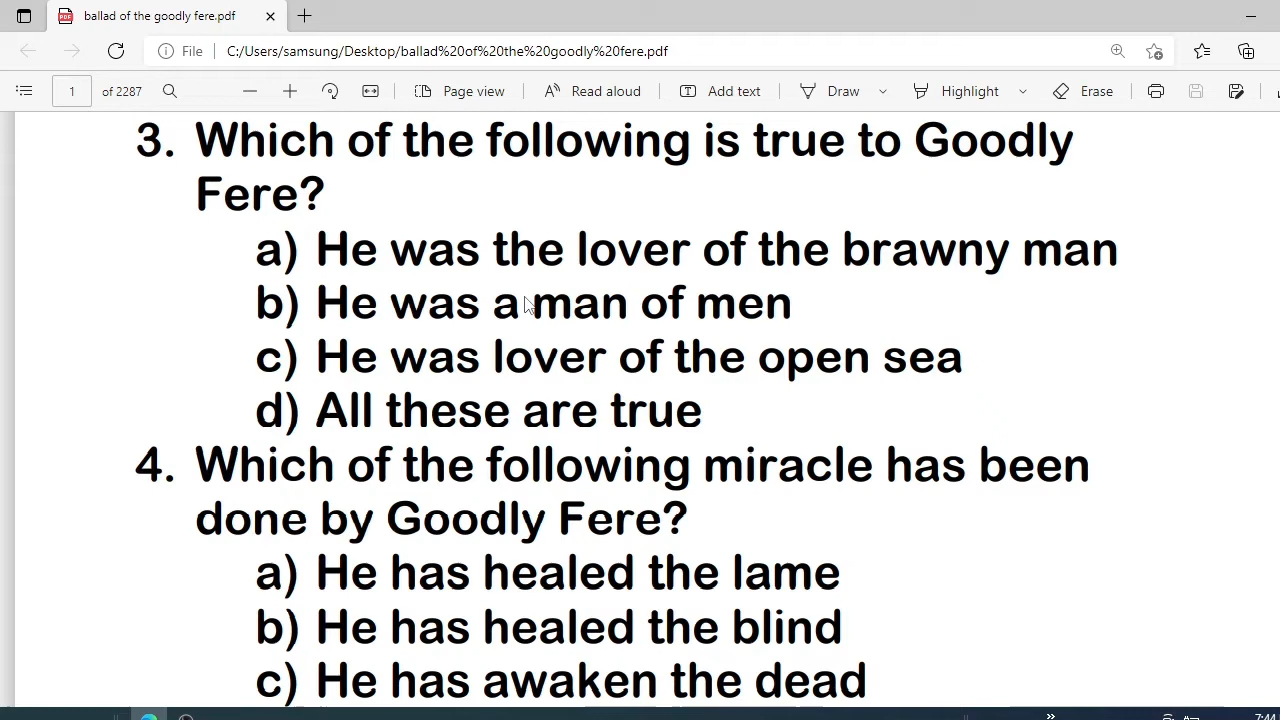 ballad of the goodly fere.pdf
File C:/Users/samsung/Desktop/ballad%20of%20the%20goodly%20fere.pdf
1 of 2287 Page view Read aloud Add text Draw Highlight Erase
3. Which of the following is true to Goodly
Fere?
a) He was the lover of the brawny man
b) He was a man of men
c) He was lover of the open sea
d) All these are true
4. Which of the following miracle has been
done by Goodly Fere?
a) He has healed the lame
b) He has healed the blind
c) He has awaken the dead